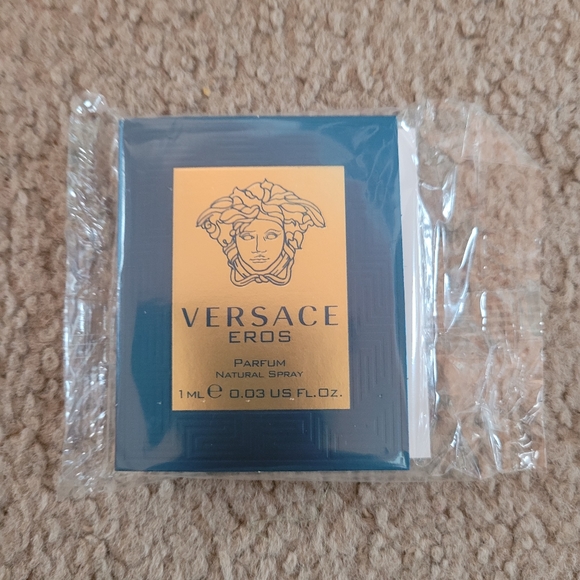 VERSACE
EROS
PARFUM
NATURAL SPRAY
1 ML ℮ 0.03 US FL.OZ.